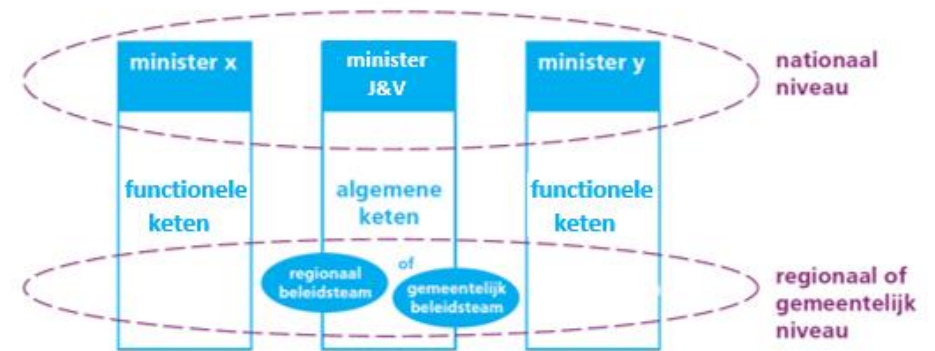 minister x
minister
J&V
minister y
nationaal
niveau
functionele
keten
algemene
keten
functionele
keten
regionaal
beleidsteam
of
gemeentelijk
beleidsteam
regionaal of
gemeentelijk
niveau